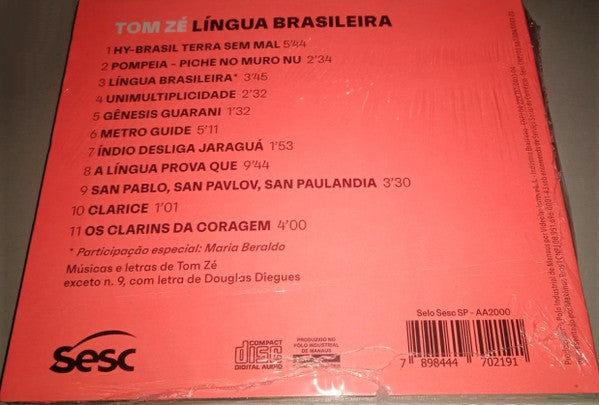 TOM ZÉ LÍNGUA BRASILEIRA
1 HY-BRASIL TERRA SEM MAL 5'44
2 POMPEIA - PICHE NO MURO NU 2'34
3 LÍNGUA BRASILEIRA* 3'45
4 UNIMULTIPLICIDADE 2'32
5 GÊNESIS GUARANI 1'32
6 METRO GUIDE 5'11
7 ÍNDIO DESLIGA JARAGUÁ 1'53
8 A LÍNGUA PROVA QUE 9'44
9 SAN PABLO, SAN PAVLOV, SAN PAULANDIA 3'30
10 CLARICE 1'01
11 OS CLARINS DA CORAGEM 4'00
* Participação especial: Maria Beraldo
Músicas e letras de Tom Zé
exceto n. 9, com letra de Douglas Diegues
Sesc
COMPACT
disc
DIGITAL AUDIO
PRODUZIDO NO
PÓLO INDUSTRIAL
DE MANAUS
Selo Sesc SP - AA2000
7 898444 702191